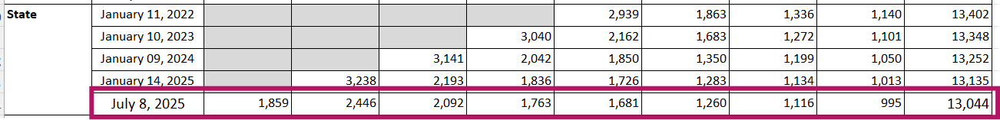 State January 11, 2022 2,939 1,863 1,336 1,140 13,402
January 10, 2023 3,040 2,162 1,683 1,272 1,101 13,348
January 09, 2024 3,141 2,042 1,850 1,350 1,199 1,050 13,252
January 14, 2025 3,238 2,193 1,836 1,726 1,283 1,134 1,013 13,135
July 8, 2025 1,859 2,446 2,092 1,763 1,681 1,260 1,116 995 13,044